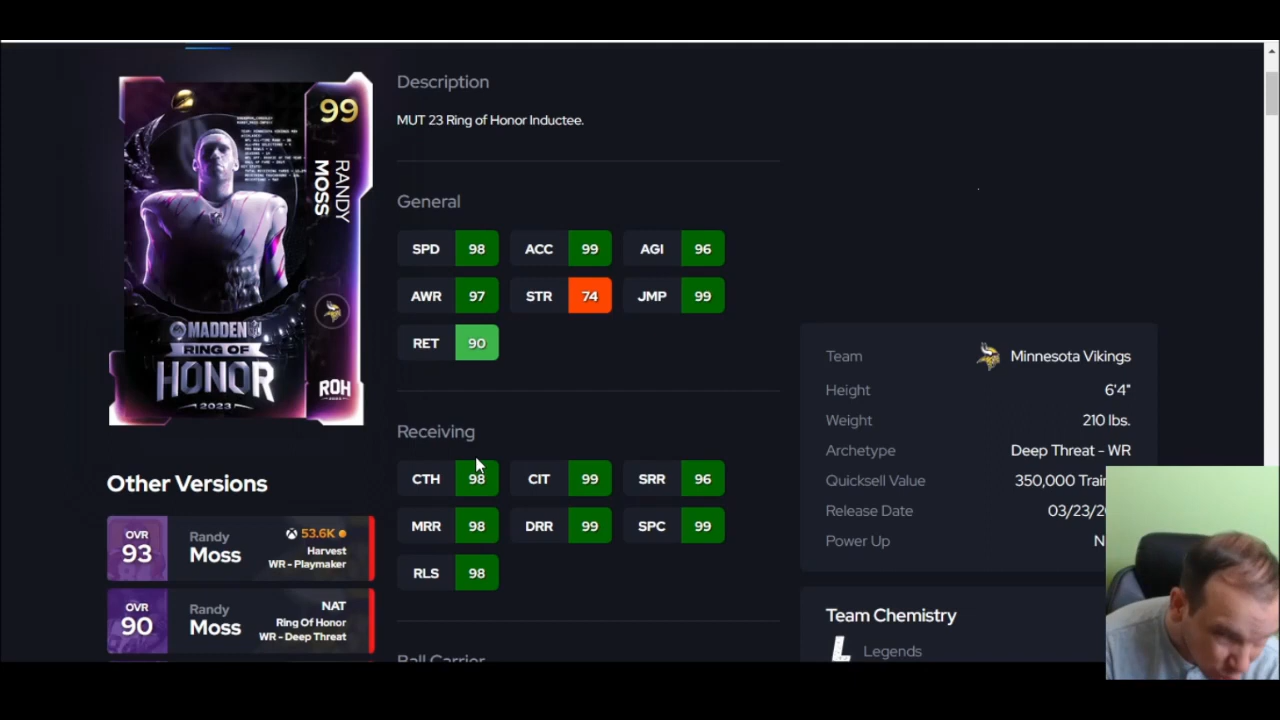 99
RANDY
MOSS
MADDEN NFL
RING OF
HONOR
2023
ROH
Description
MUT 23 Ring of Honor Inductee.
General
SPD 98 ACC 99 AGI 96
AWR 97 STR 74 JMP 99
RET 90
Receiving
CTH 98 CIT 99 SRR 96
MRR 98 DRR 99 SPC 99
RLS 98
Ball Carrier
Other Versions
OVR
93
Randy
Moss
53.6K
Harvest
WR - Playmaker
OVR
90
Randy
Moss
NAT
Ring Of Honor
WR - Deep Threat
Team Minnesota Vikings
Height 6'4"
Weight 210 lbs.
Archetype Deep Threat - WR
Quicksell Value 350,000
Release Date 03/23/
Power Up
Team Chemistry
L Legends